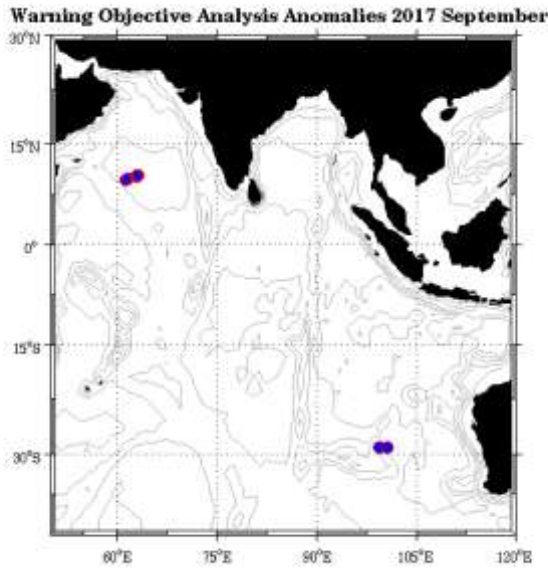 Warning Objective Analysis Anomalies 2017 September
30°N
15°N
0°
15°S
30°S
60°E 75°E 90°E 105°E 120°E